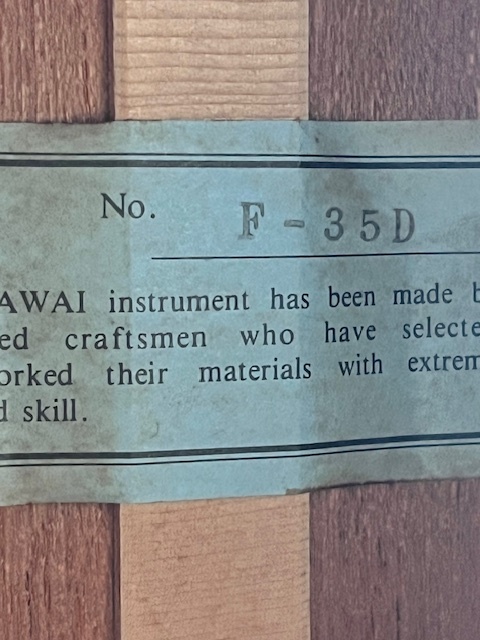 No. F-35D
AWAI instrument has been made b
ed craftsmen who have selecte
orked their materials with extrem
d skill.